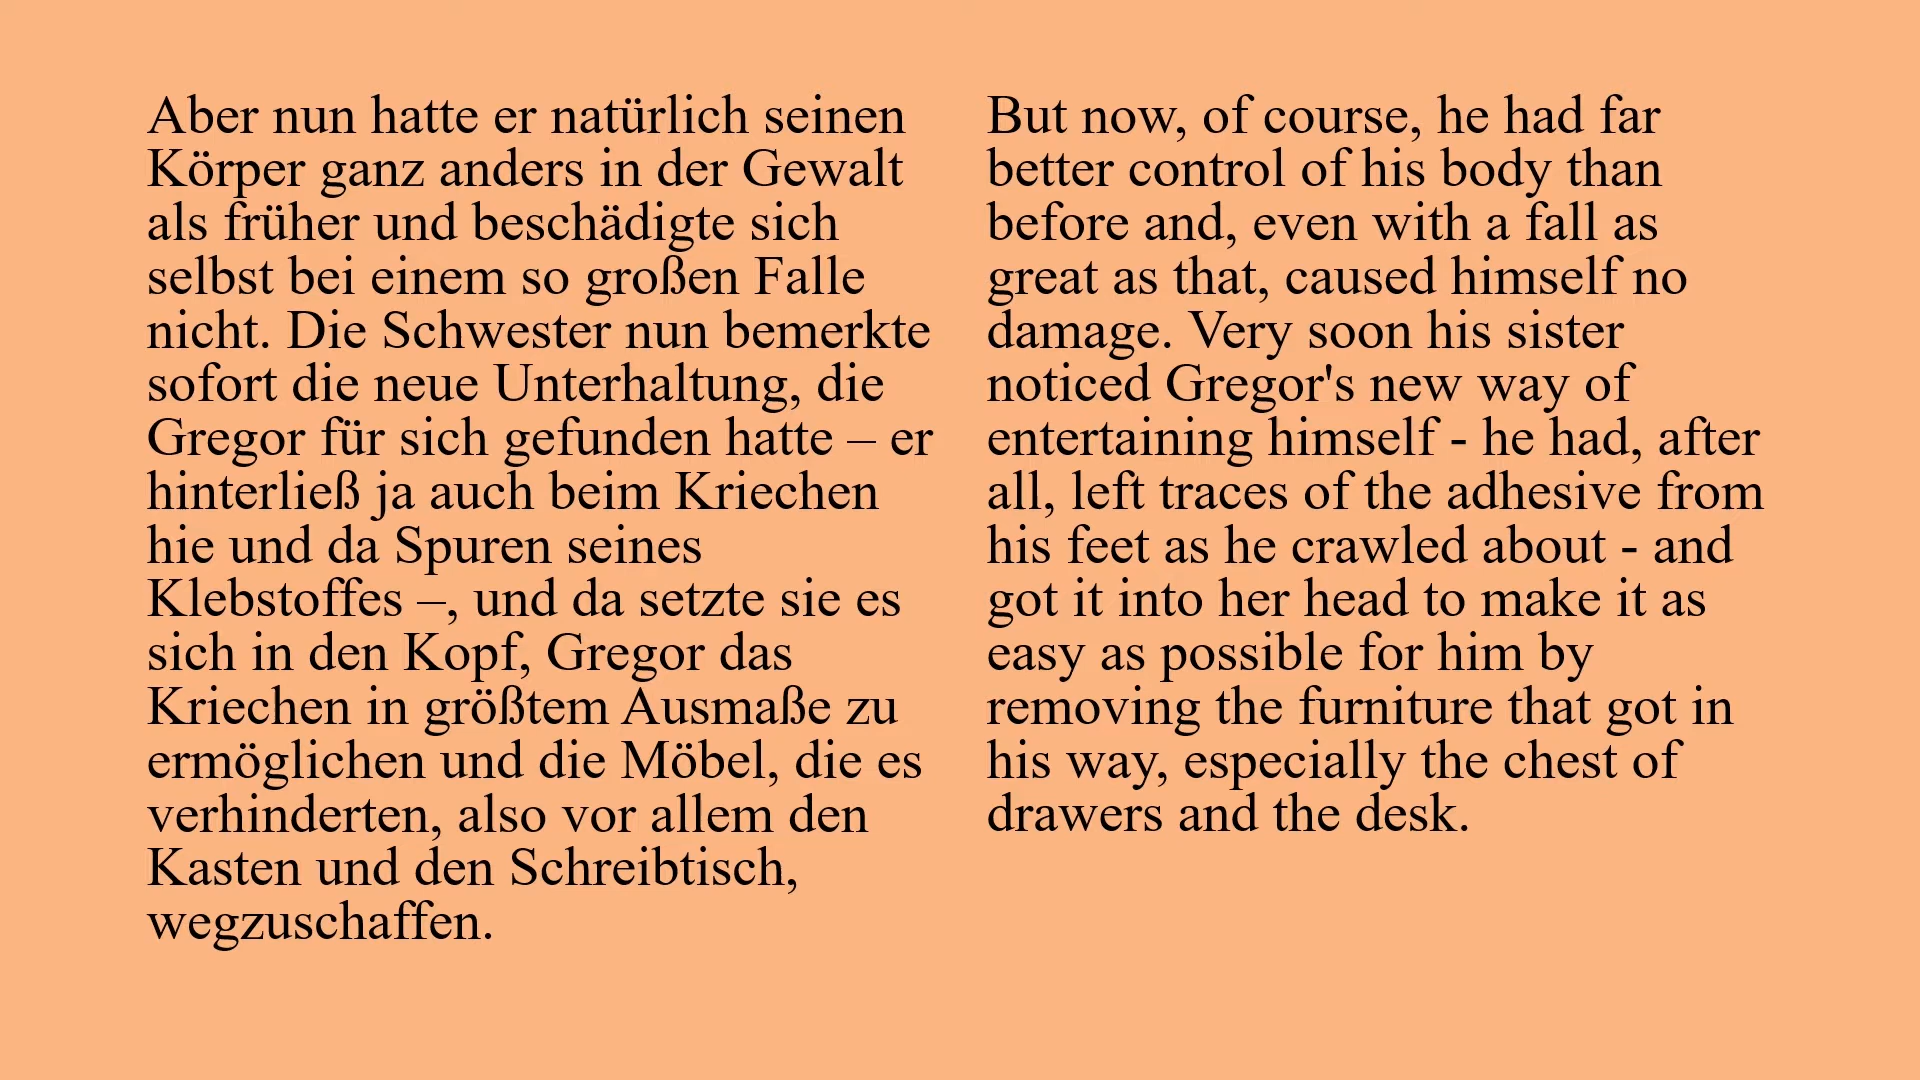 Aber nun hatte er natürlich seinen
Körper ganz anders in der Gewalt
als früher und beschädigte sich
selbst bei einem so großen Falle
nicht. Die Schwester nun bemerkte
sofort die neue Unterhaltung, die
Gregor für sich gefunden hatte – er
hinterließ ja auch beim Kriechen
hie und da Spuren seines
Klebstoffes –, und da setzte sie es
sich in den Kopf, Gregor das
Kriechen in größtem Ausmaße zu
ermöglichen und die Möbel, die es
verhinderten, also vor allem den
Kasten und den Schreibtisch,
wegzuschaffen.
But now, of course, he had far
better control of his body than
before and, even with a fall as
great as that, caused himself no
damage. Very soon his sister
noticed Gregor's new way of
entertaining himself - he had, after
all, left traces of the adhesive from
his feet as he crawled about - and
got it into her head to make it as
easy as possible for him by
removing the furniture that got in
his way, especially the chest of
drawers and the desk.